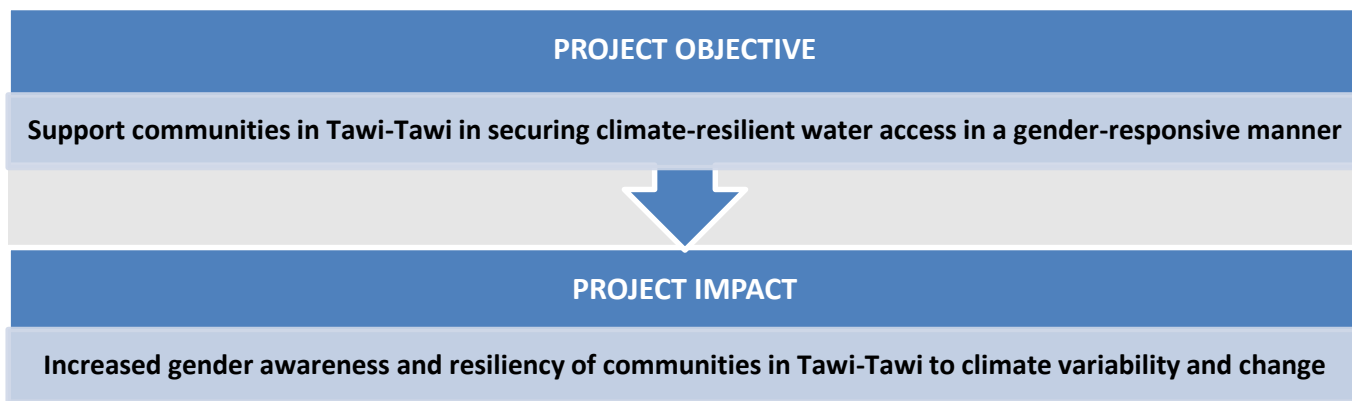 PROJECT OBJECTIVE
Support communities in Tawi-Tawi in securing climate-resilient water access in a gender-responsive manner
PROJECT IMPACT
Increased gender awareness and resiliency of communities in Tawi-Tawi to climate variability and change